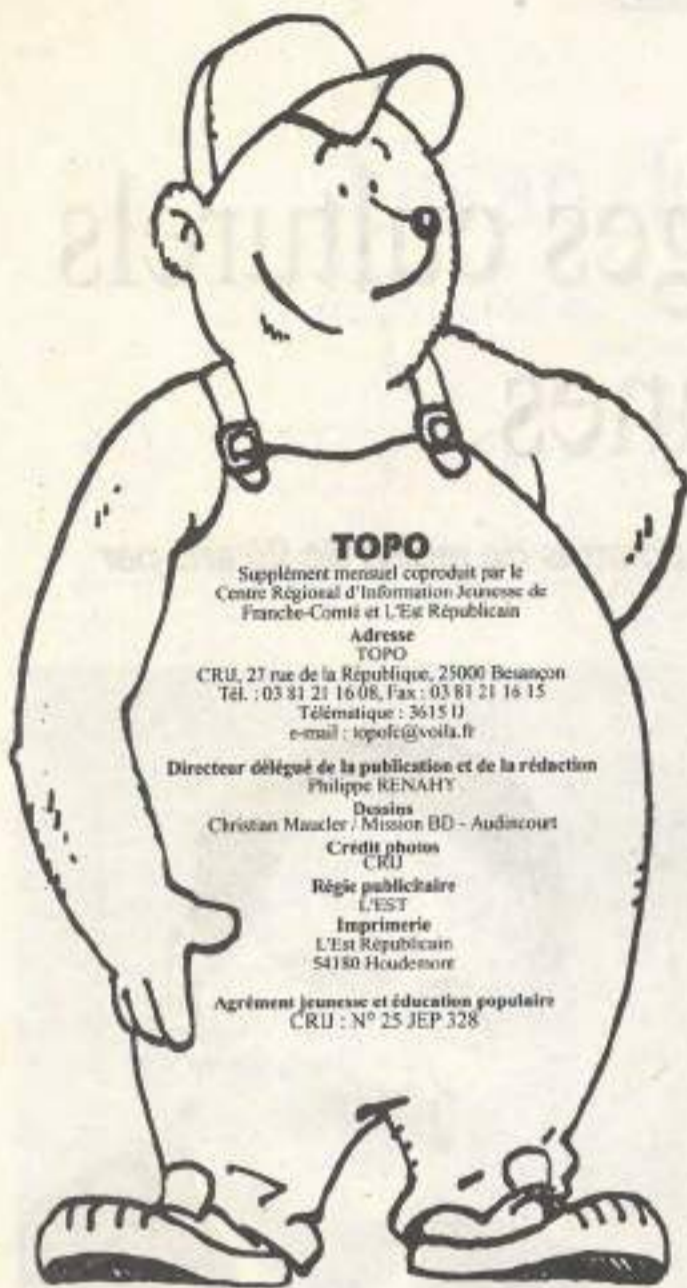 TOPO
Supplément mensuel coproduit par le
Centre Régional d'Information Jeunesse de
Franche-Comté et L'Est Républicain
Adresse
TOPO
CRIJ, 27 rue de la République, 25000 Besançon
Tél. : 03 81 21 16 08, Fax : 03 81 21 16 15
Télématique : 3615 IJ
e-mail : topofc@voila.fr
Directeur délégué de la publication et de la rédaction
Philippe RENAHY
Dessins
Christian Maucler / Mission BD - Audincourt
Crédit photos
CRIJ
Régie publicitaire
L'EST
Imprimerie
L'Est Républicain
54180 Houdemont
Agrément jeunesse et éducation populaire
CRIJ : N° 25 JEP 328